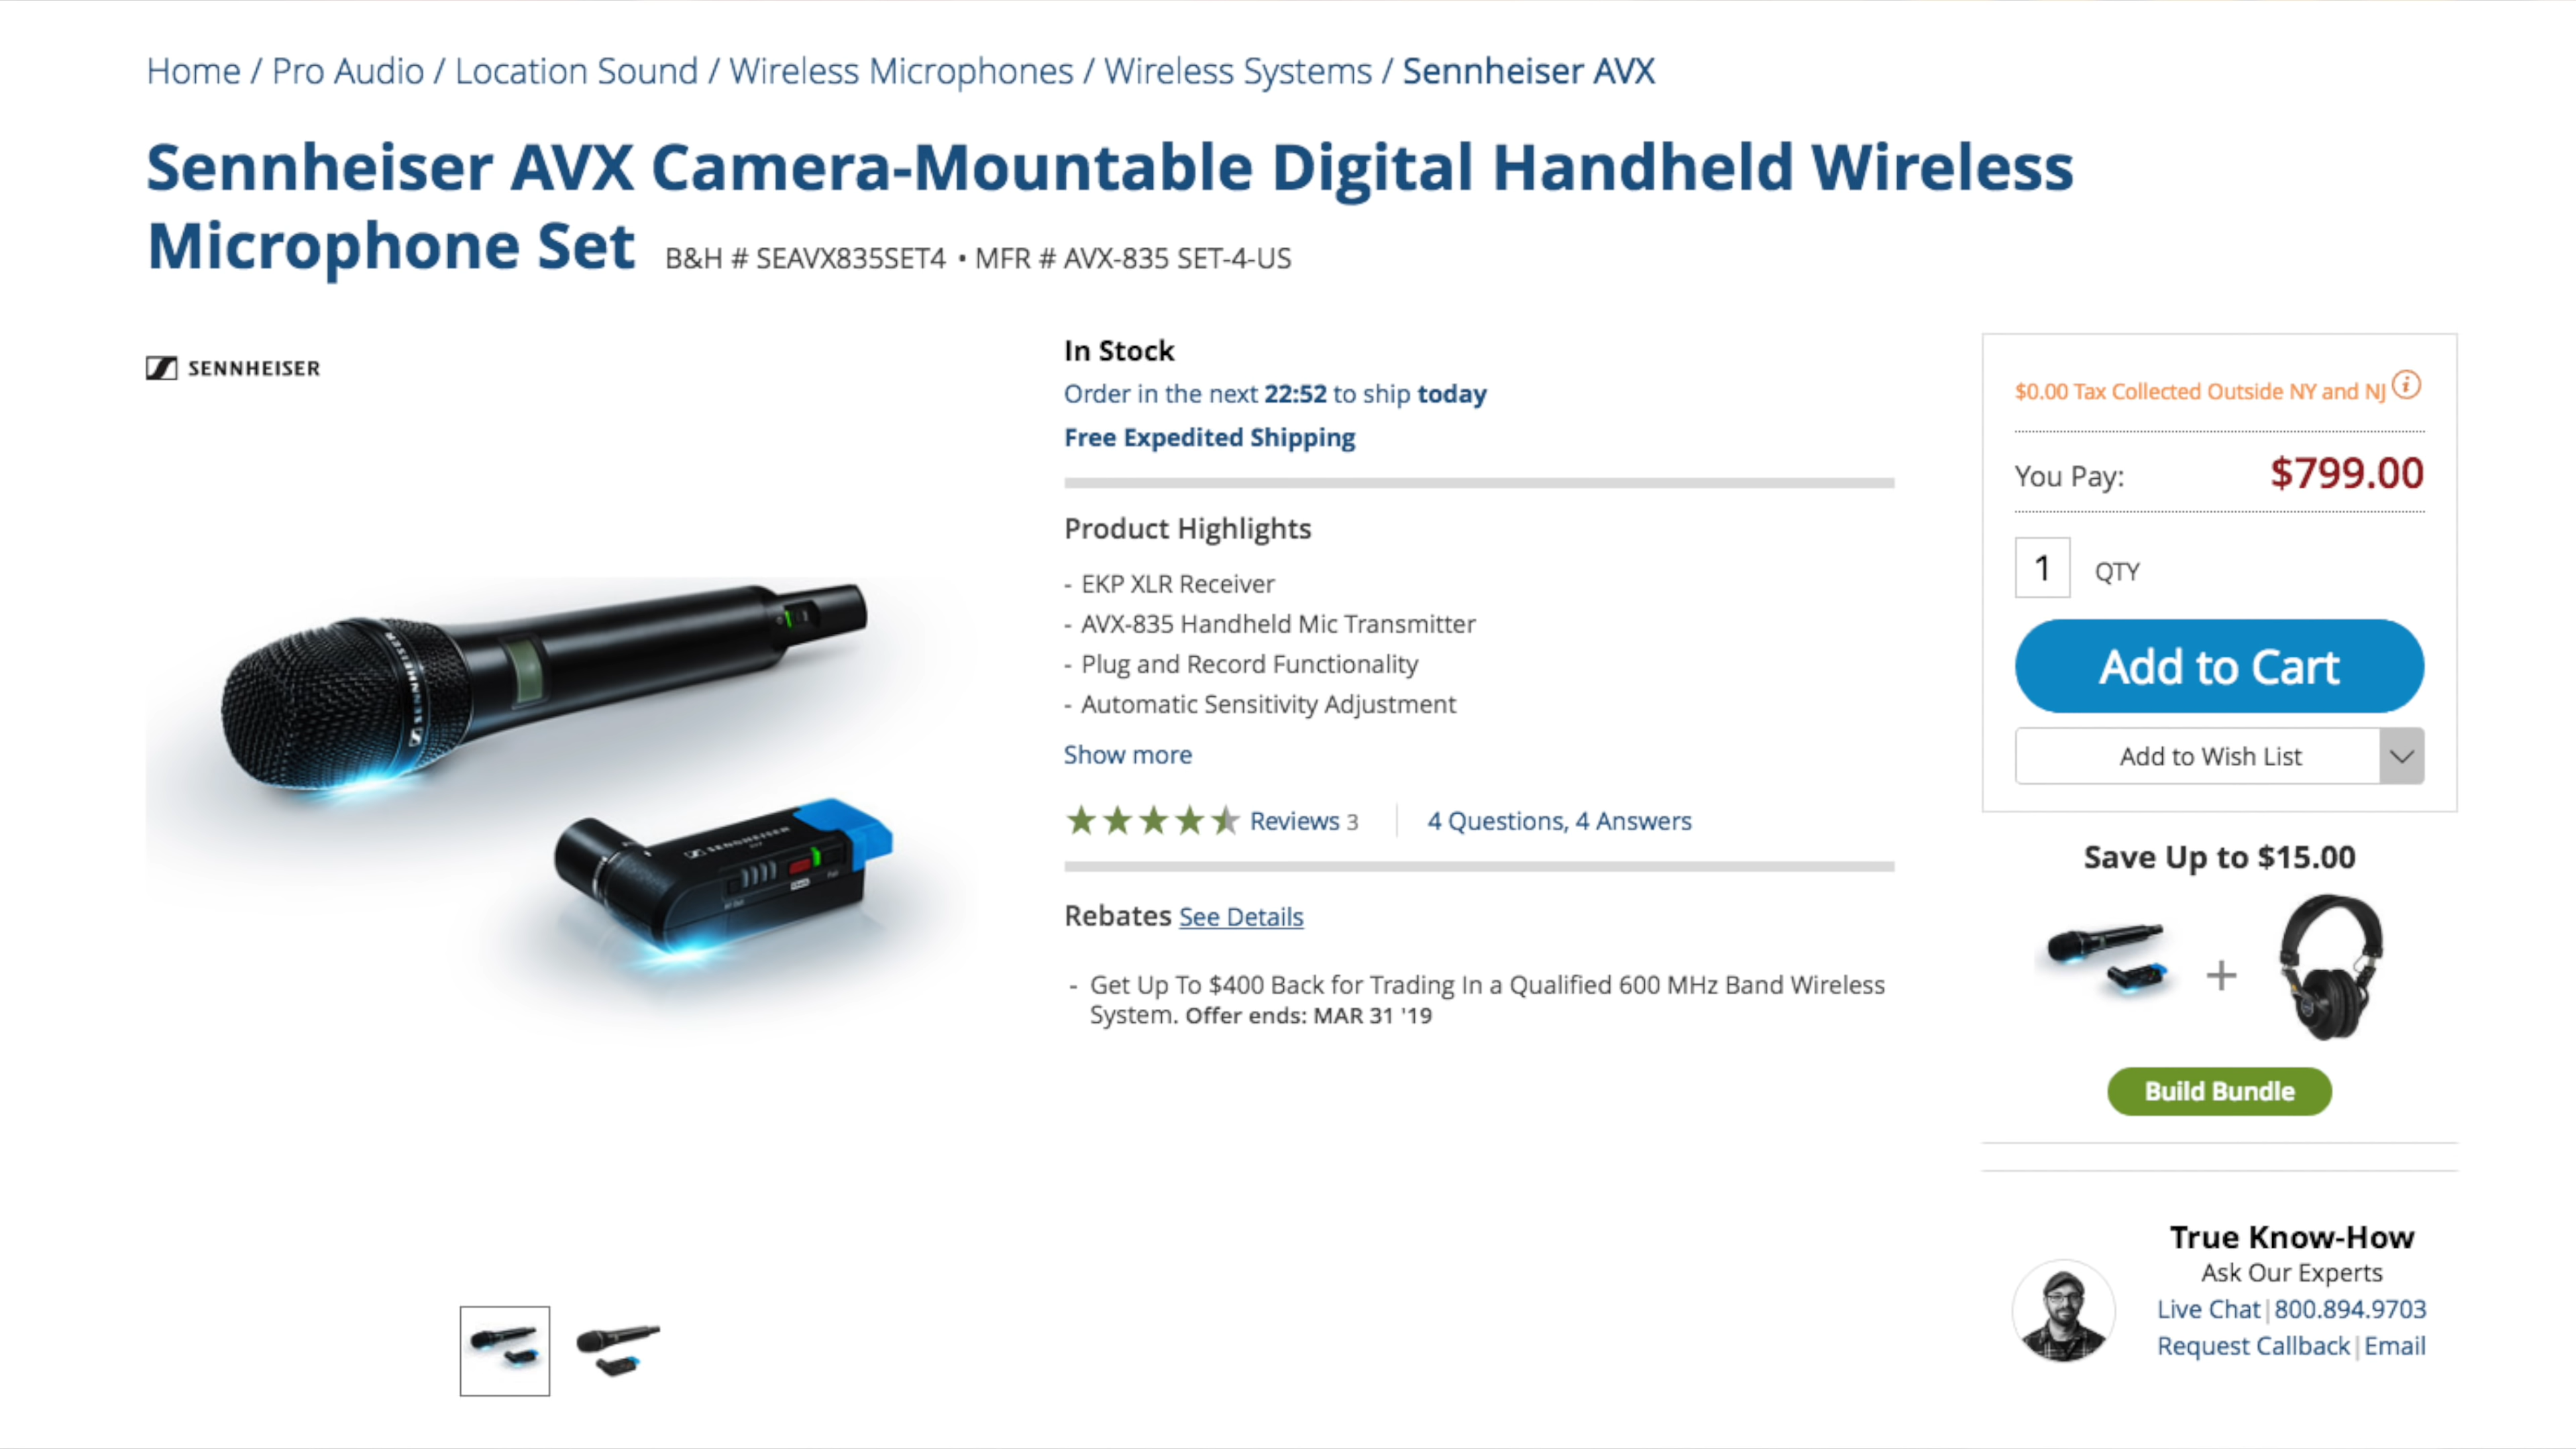 Home / Pro Audio / Location Sound / Wireless Microphones / Wireless Systems / Sennheiser AVX
Sennheiser AVX Camera-Mountable Digital Handheld Wireless
Microphone Set B&H # SEAVX835SET4 • MFR # AVX-835 SET-4-US
SENNHEISER
SENNHEISER
SENNHEISER
In Stock
Order in the next 22:52 to ship today
Free Expedited Shipping
Product Highlights
- EKP XLR Receiver
- AVX-835 Handheld Mic Transmitter
- Plug and Record Functionality
- Automatic Sensitivity Adjustment
Show more
Reviews 3
4 Questions, 4 Answers
Rebates See Details
- Get Up To $400 Back for Trading In a Qualified 600 MHz Band Wireless
System. Offer ends: MAR 31 '19
$0.00 Tax Collected Outside NY and NJ
You Pay: $799.00
1 QTY
Add to Cart
Add to Wish List
Save Up to $15.00
+
Build Bundle
True Know-How
Ask Our Experts
Live Chat | 800.894.9703
Request Callback | Email